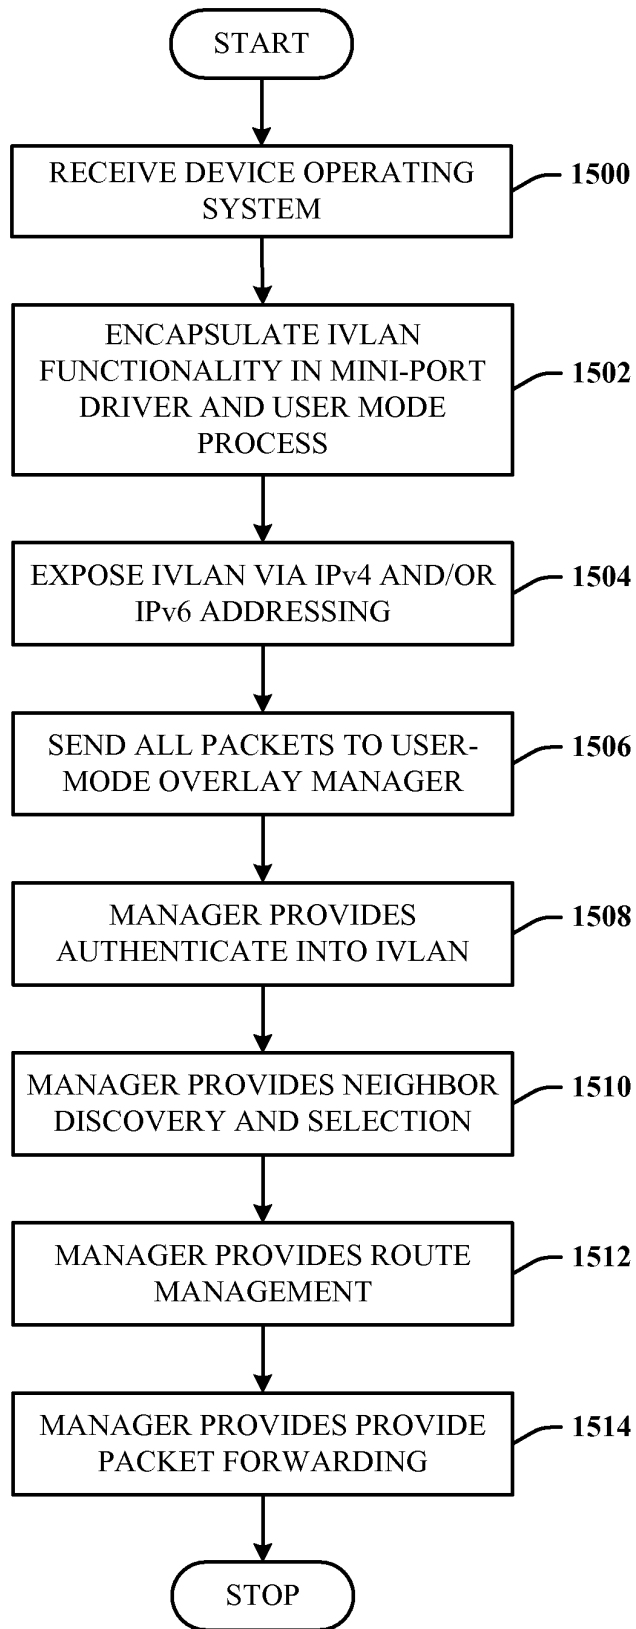 START
RECEIVE DEVICE OPERATING
SYSTEM
1500
ENCAPSULATE IVLAN
FUNCTIONALITY IN MINI-PORT
DRIVER AND USER MODE
PROCESS
1502
EXPOSE IVLAN VIA IPv4 AND/OR
IPv6 ADDRESSING
1504
SEND ALL PACKETS TO USER-
MODE OVERLAY MANAGER
1506
MANAGER PROVIDES
AUTHENTICATE INTO IVLAN
1508
MANAGER PROVIDES NEIGHBOR
DISCOVERY AND SELECTION
1510
MANAGER PROVIDES ROUTE
MANAGEMENT
1512
MANAGER PROVIDES PROVIDE
PACKET FORWARDING
1514
STOP